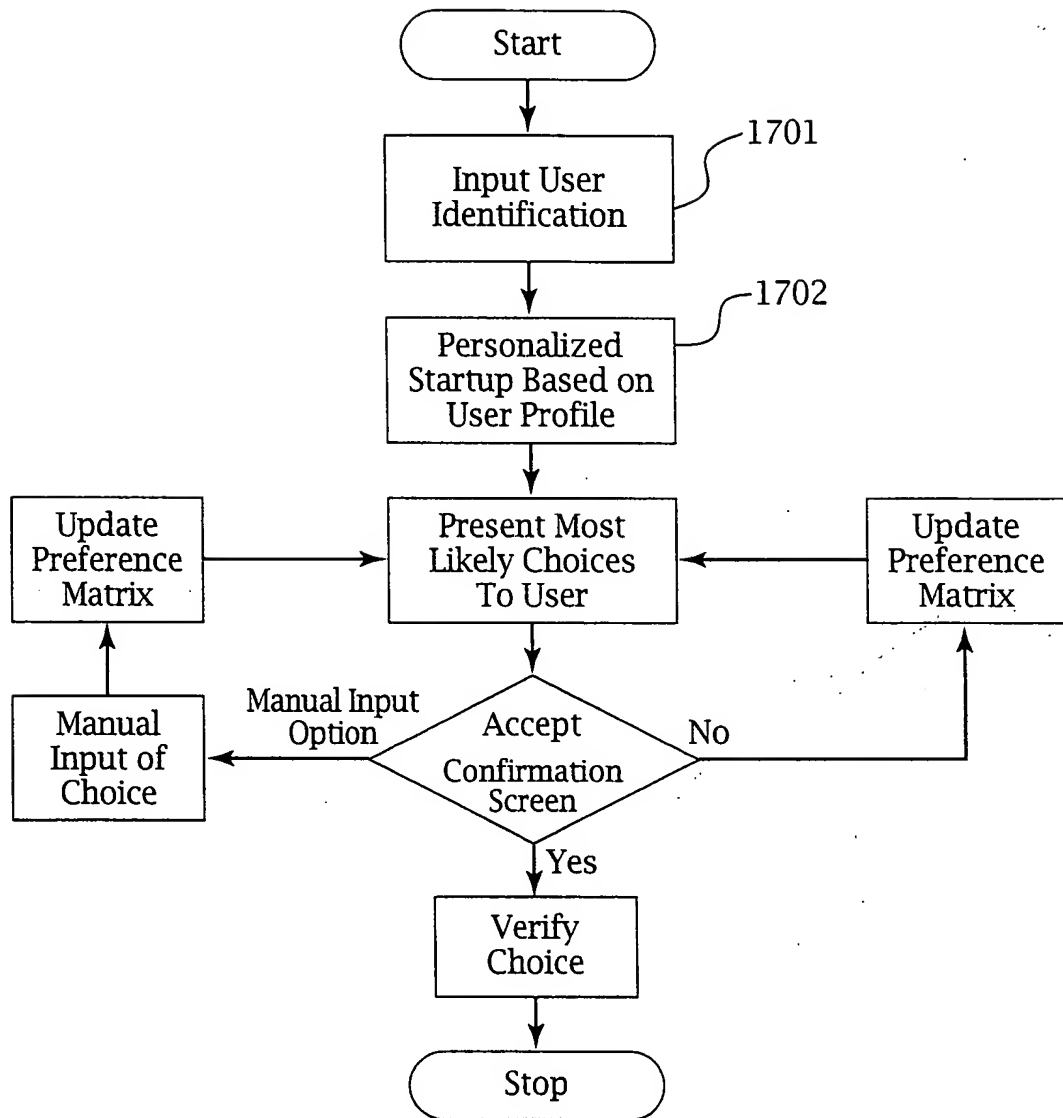 Start
1701
Input User
Identification
1702
Personalized
Startup Based on
User Profile
Update
Preference
Matrix
Present Most
Likely Choices
To User
Update
Preference
Matrix
Manual Input
Option
Manual
Input of
Choice
Accept
Confirmation
Screen
No
Yes
Verify
Choice
Stop